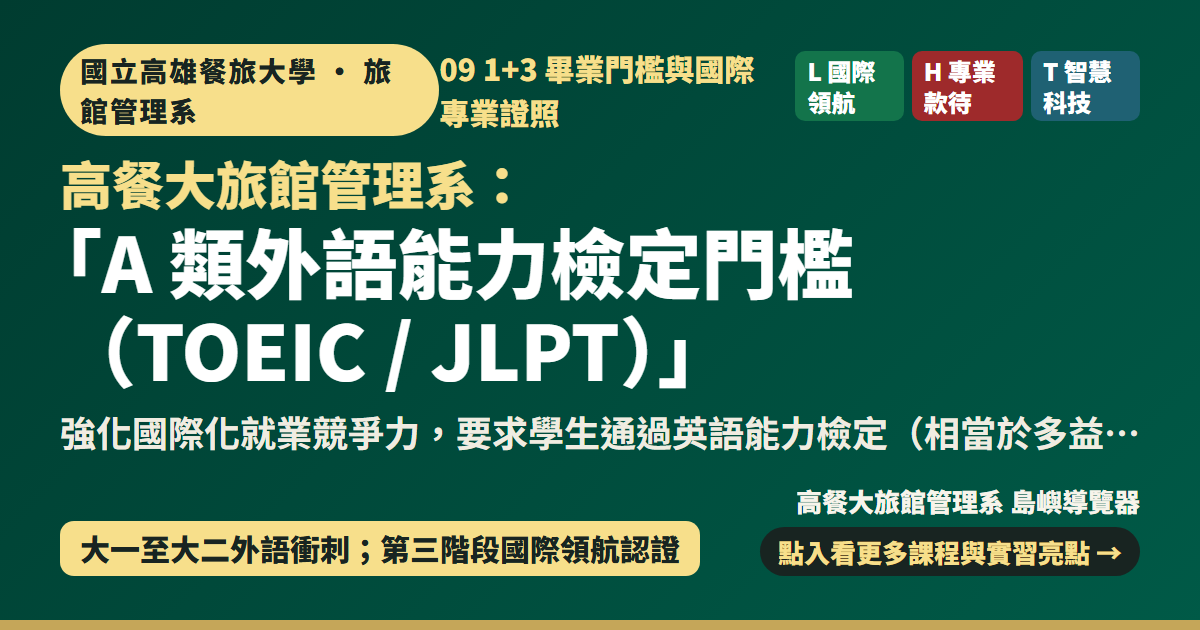 國立高雄餐旅大學 · 旅
館管理系
09 1+3 畢業門檻與國際
專業證照
L 國際
領航
H 專業
款待
T 智慧
科技
高餐大旅館管理系：
「A 類外語能力檢定門檻
（TOEIC / JLPT）」
強化國際化就業競爭力，要求學生通過英語能力檢定（相當於多益…
高餐大旅館管理系 島嶼導覽器
大一至大二外語衝刺；第三階段國際領航認證
點入看更多課程與實習亮點 →